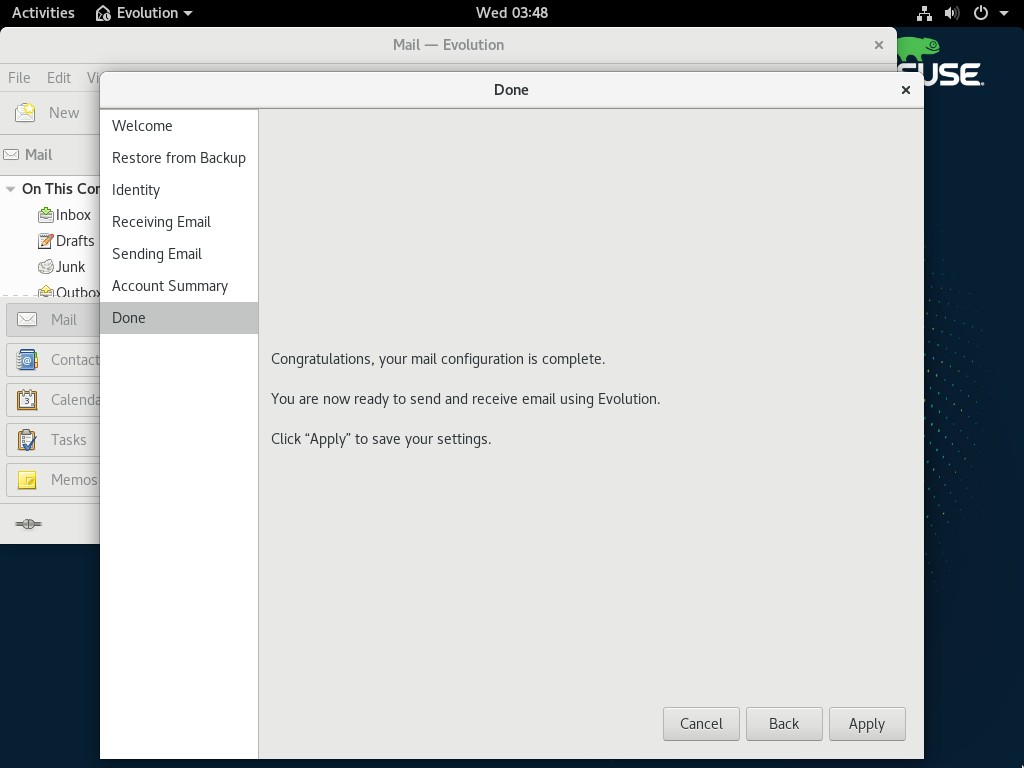 Activities Evolution Wed 03:48
Mail — Evolution
File Edit
New
Mail
On This
Inbox
Drafts
Junk
Outbox
Mail
Contact
Calenda
Tasks
Memos
USE.
Done
Welcome
Restore from Backup
Identity
Receiving Email
Sending Email
Account Summary
Done
Congratulations, your mail configuration is complete.
You are now ready to send and receive email using Evolution.
Click “Apply” to save your settings.
Cancel Back Apply